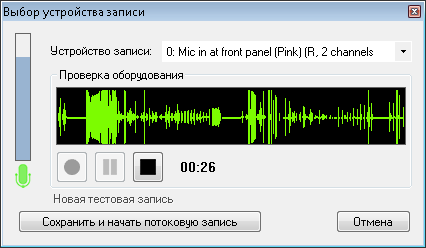 Выбор устройства записи
Устройство записи: 0: Mic in at front panel (Pink) (R, 2 channels
Проверка оборудования
00:26
Новая тестовая запись
Сохранить и начать потоковую запись Отмена